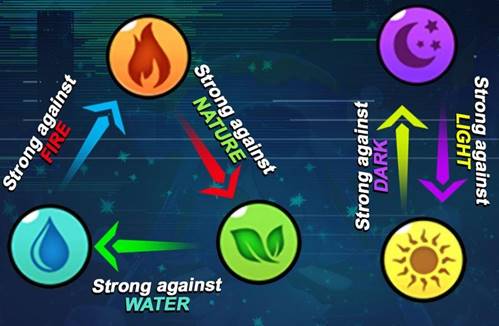 Strong against
FIRE
Strong against
NATURE
Strong against
WATER
Strong against
DARK
Strong against
LIGHT